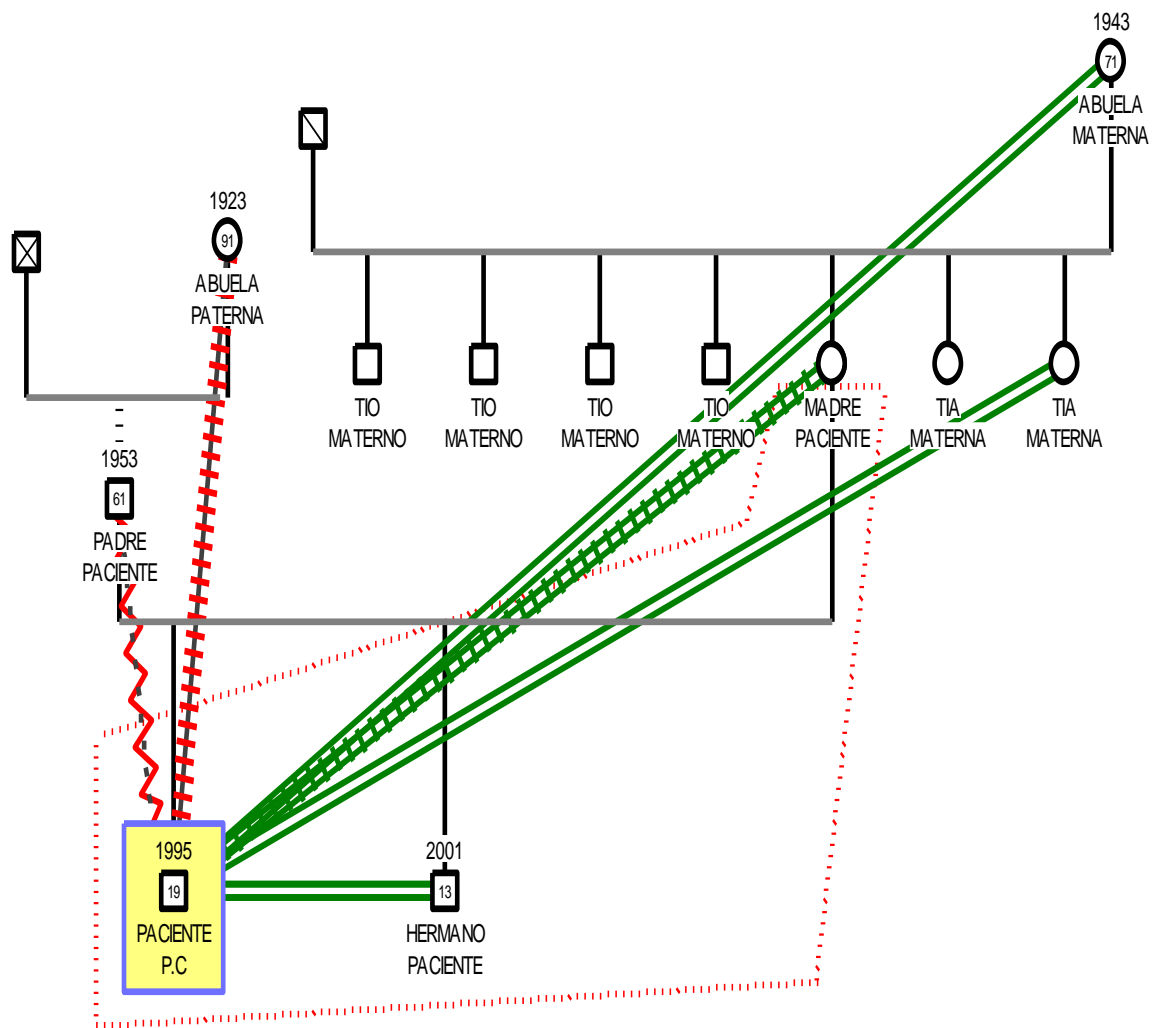 1943
71
ABUELA
MATERNA
1923
91
ABUELA
PATERNA
TIO
MATERNO
TIO
MATERNO
TIO
MATERNO
TIO
MATERNO
MADRE
PACIENTE
TIA
MATERNA
TIA
MATERNA
1953
61
PADRE
PACIENTE
1995
19
PACIENTE
P.C
2001
13
HERMANO
PACIENTE